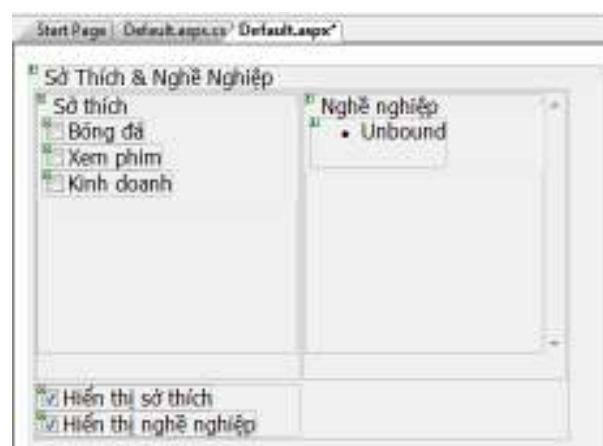 Start Page Default.aspx.cs* Default.aspx*
Sở Thích & Nghề Nghiệp
Sở thích
Bóng đá
Xem phim
Kinh doanh
Nghề nghiệp
• Unbound
Hiển thị sở thích
Hiển thị nghề nghiệp